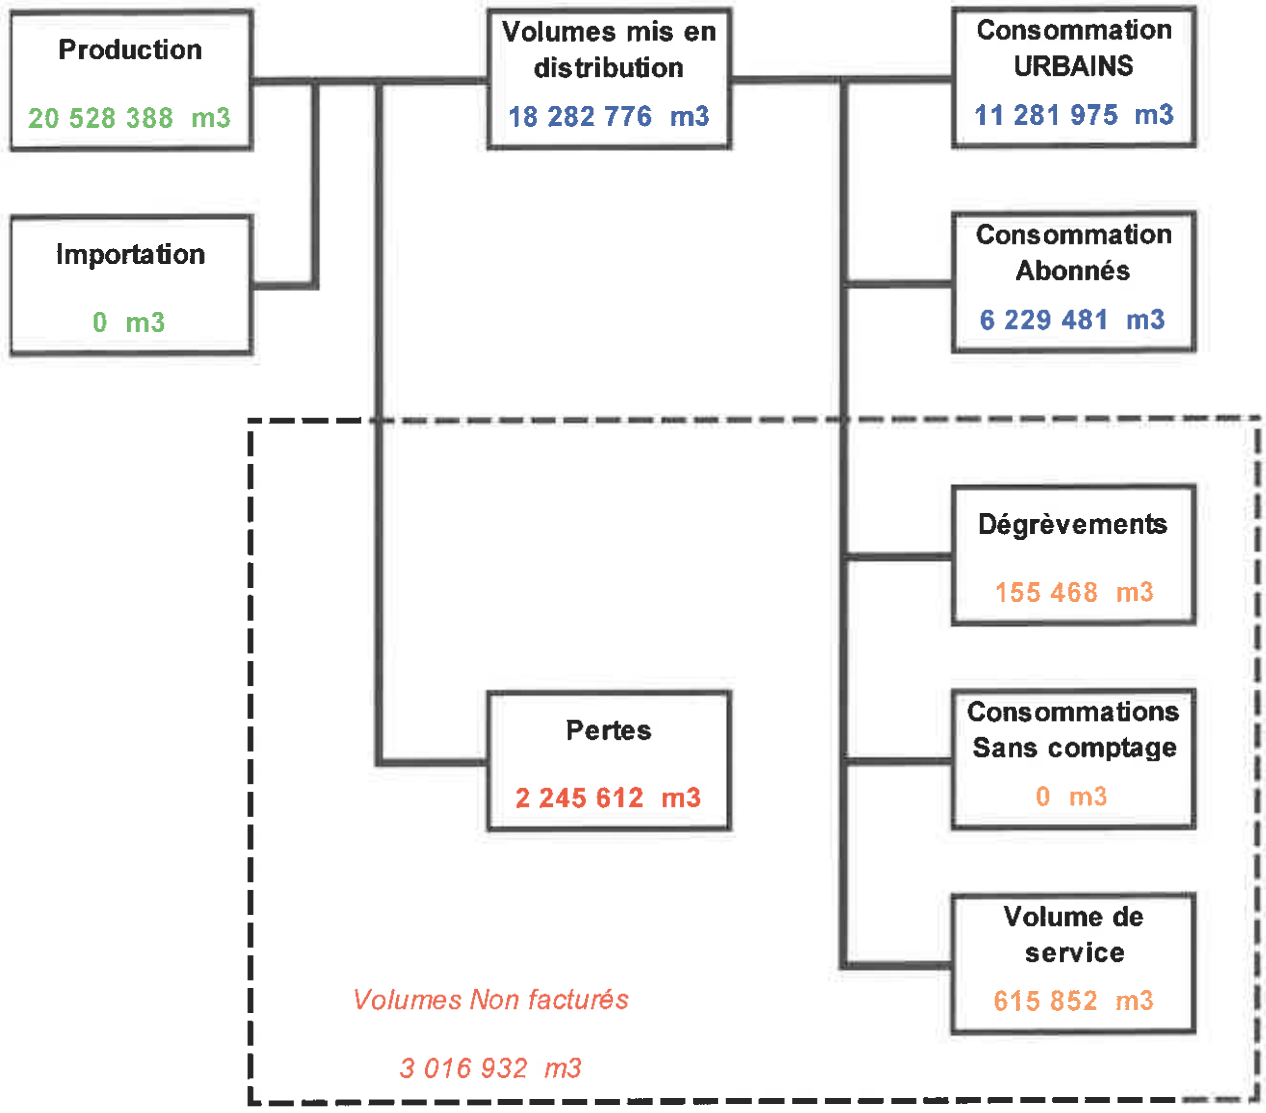 Production
20 528 388 m3
Importation
0 m3
Volumes mis en
distribution
18 282 776 m3
Consommation
URBAINS
11 281 975 m3
Consommation
Abonnés
6 229 481 m3
Dégrèvements
155 468 m3
Pertes
2 245 612 m3
Consommations
Sans comptage
0 m3
Volume de
service
615 852 m3
Volumes Non facturés
3 016 932 m3